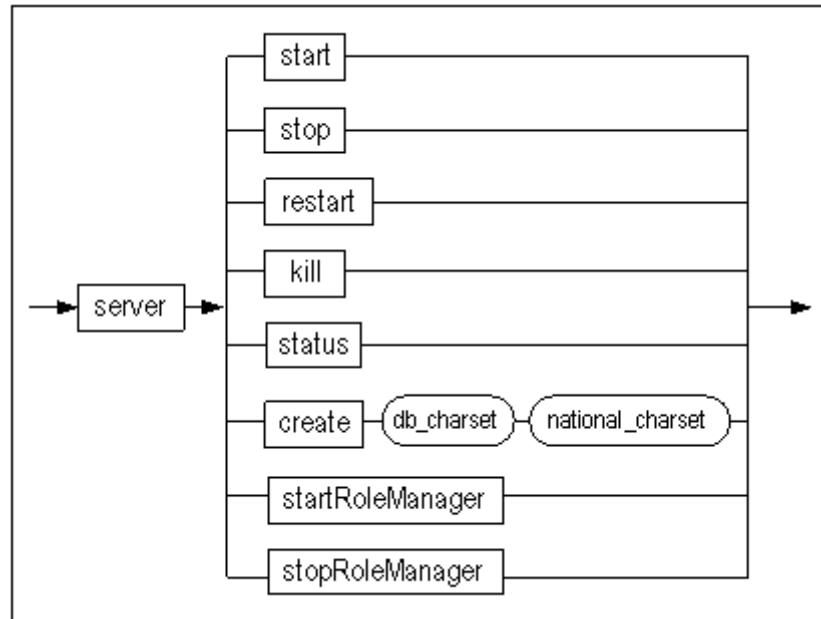 start
stop
restart
kill
server
status
create db_charset national_charset
startRoleManager
stopRoleManager